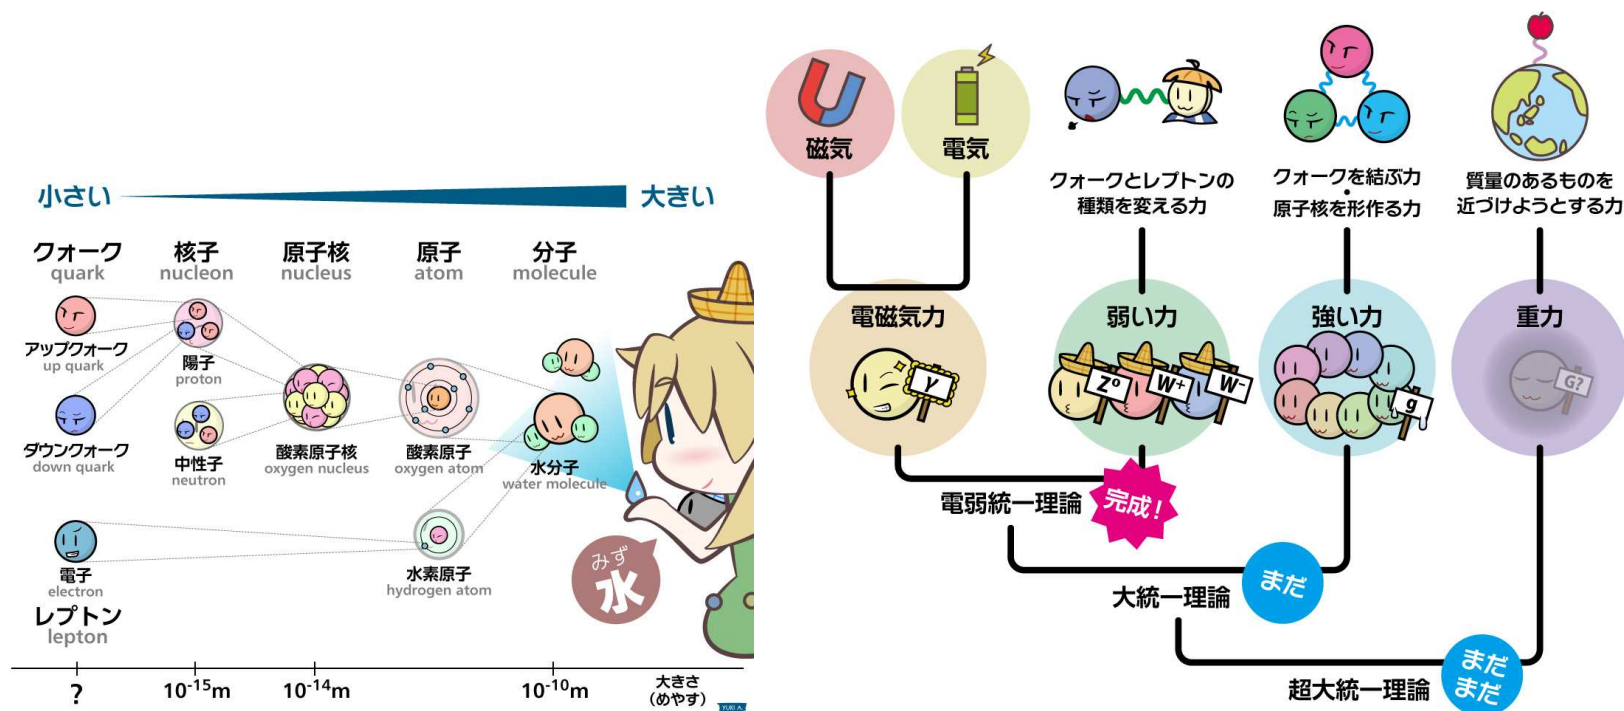 小さい
大きい
クォーク
quark
核子
nucleon
原子核
nucleus
原子
atom
分子
molecule
アップクォーク
up quark
陽子
proton
ダウンクォーク
down quark
中性子
neutron
酸素原子核
oxygen nucleus
酸素原子
oxygen atom
水分子
water molecule
電子
electron
レプトン
lepton
水素原子
hydrogen atom
みず
水
?
10-15m
10-14m
10-10m
大きさ
(めやす)
YUKI A.
磁気
電気
クォークとレプトンの
種類を変える力
クォークを結ぶ力
・
原子核を形作る力
質量のあるものを
近づけようとする力
電磁気力
γ
弱い力
Z0
W+
W-
強い力
g
重力
G?
電弱統一理論
完成!
大統一理論
まだ
超大統一理論
まだ
まだ